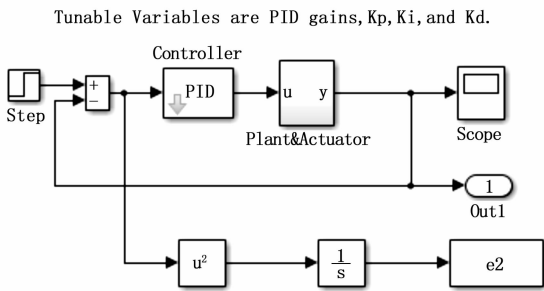 Tunable Variables are PID gains,Kp,Ki,and Kd.
Controller
+
−
PID
u y
Step
Plant&Actuator
Scope
1
Out1
u²
1
s
e2